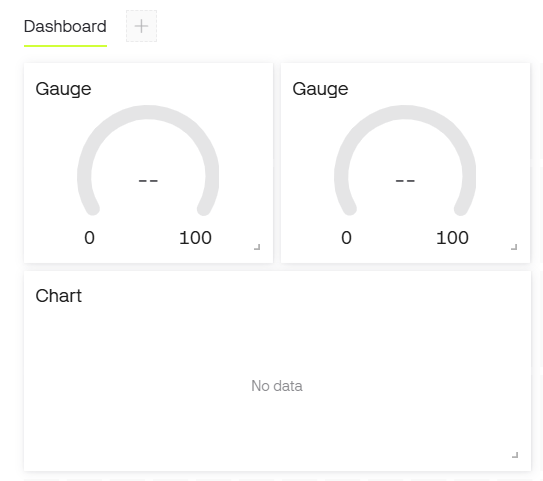 Dashboard +
Gauge
--
0 100
Gauge
--
0 100
Chart
No data